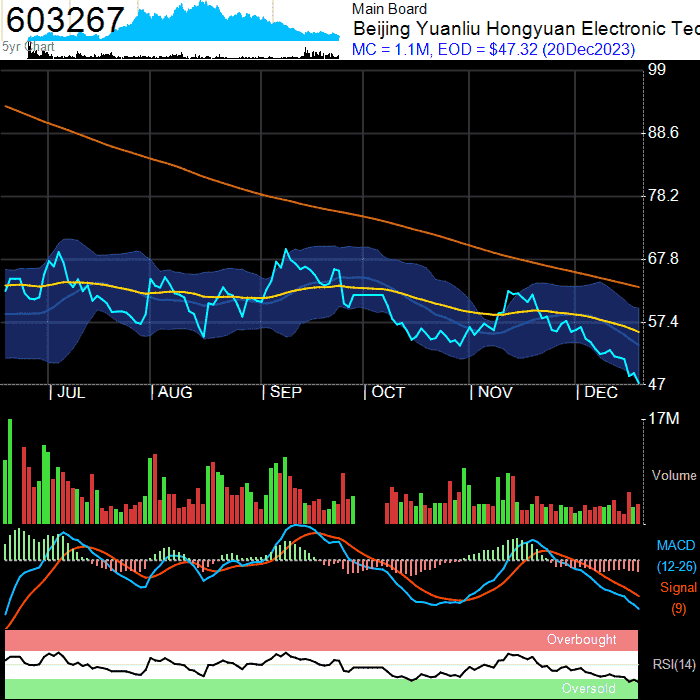 603267
5yr Chart
Main Board
Beijing Yuanliu Hongyuan Electronic Tec
MC = 1.1M, EOD = $47.32 (20Dec2023)
99
88.6
78.2
67.8
57.4
47
JUL AUG SEP OCT NOV DEC
17M
Volume
MACD
(12-26)
Signal
(9)
Overbought
RSI(14)
Oversold